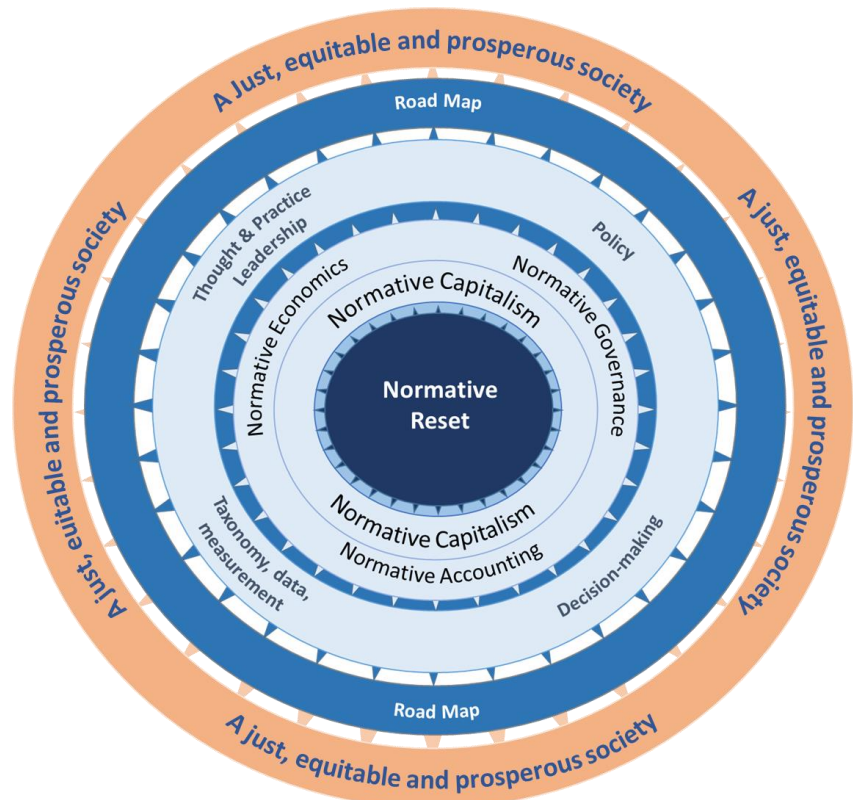 A Just, equitable and prosperous society
Road Map
A just, euitable and prosperous society
A just, equitable and prosperous society
Thought & Practice
Leadership
Policy
Normative Economics
Normative Capitalism
Normative Governance
Normative
Reset
Normative Capitalism
Normative Accounting
Taxonomy, data,
measurement
Decision-making
Road Map
A just, equitable and prosperous society